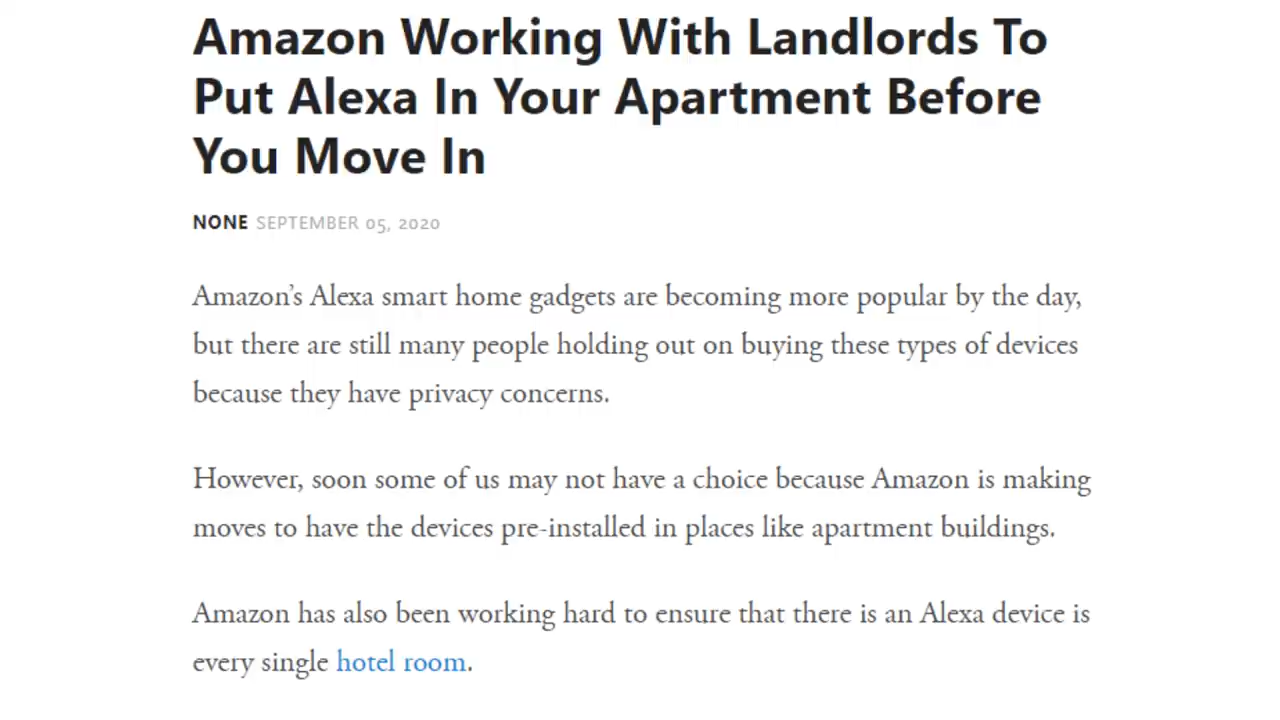 Amazon Working With Landlords To
Put Alexa In Your Apartment Before
You Move In
NONE SEPTEMBER 05, 2020
Amazon’s Alexa smart home gadgets are becoming more popular by the day,
but there are still many people holding out on buying these types of devices
because they have privacy concerns.
However, soon some of us may not have a choice because Amazon is making
moves to have the devices pre-installed in places like apartment buildings.
Amazon has also been working hard to ensure that there is an Alexa device is
every single hotel room.